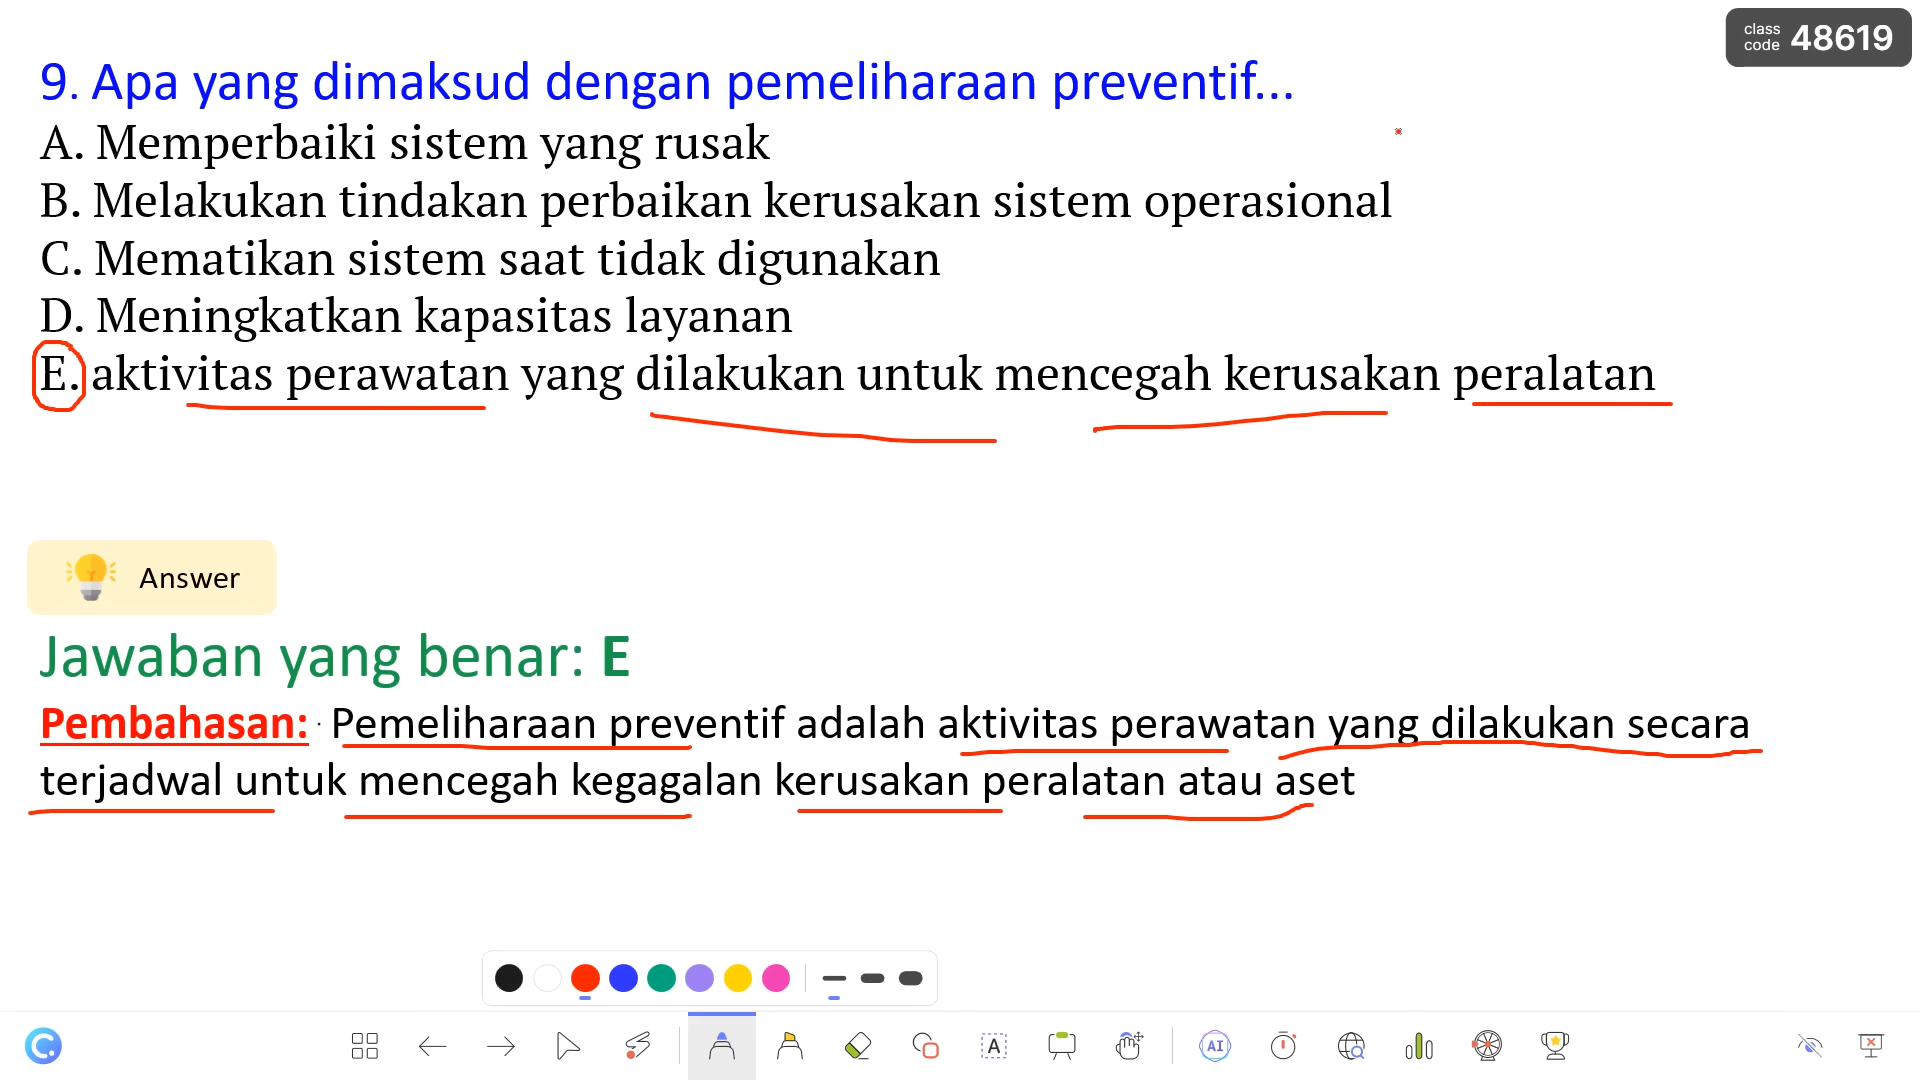 class code 48619
9. Apa yang dimaksud dengan pemeliharaan preventif...
A. Memperbaiki sistem yang rusak
B. Melakukan tindakan perbaikan kerusakan sistem operasional
C. Mematikan sistem saat tidak digunakan
D. Meningkatkan kapasitas layanan
E. aktivitas perawatan yang dilakukan untuk mencegah kerusakan peralatan
Answer
Jawaban yang benar: E
Pembahasan: Pemeliharaan preventif adalah aktivitas perawatan yang dilakukan secara
terjadwal untuk mencegah kegagalan kerusakan peralatan atau aset
A AI